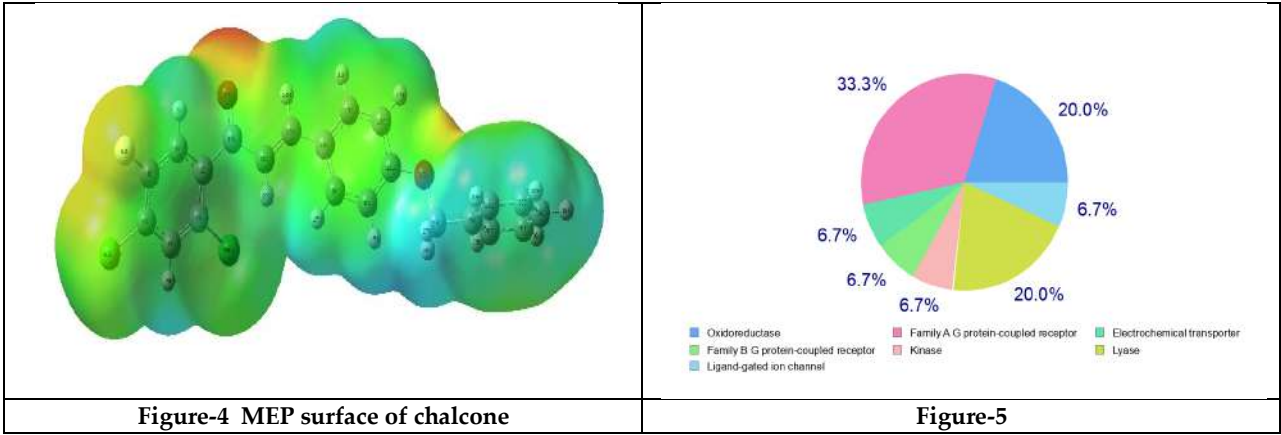 33.3%
20.0%
6.7%
6.7%
6.7%
6.7%
20.0%
Oxidoreductase
Family A G protein-coupled receptor
Electrochemical transporter
Family B G protein-coupled receptor
Kinase
Lyase
Ligand-gated ion channel
Figure-4 MEP surface of chalcone
Figure-5